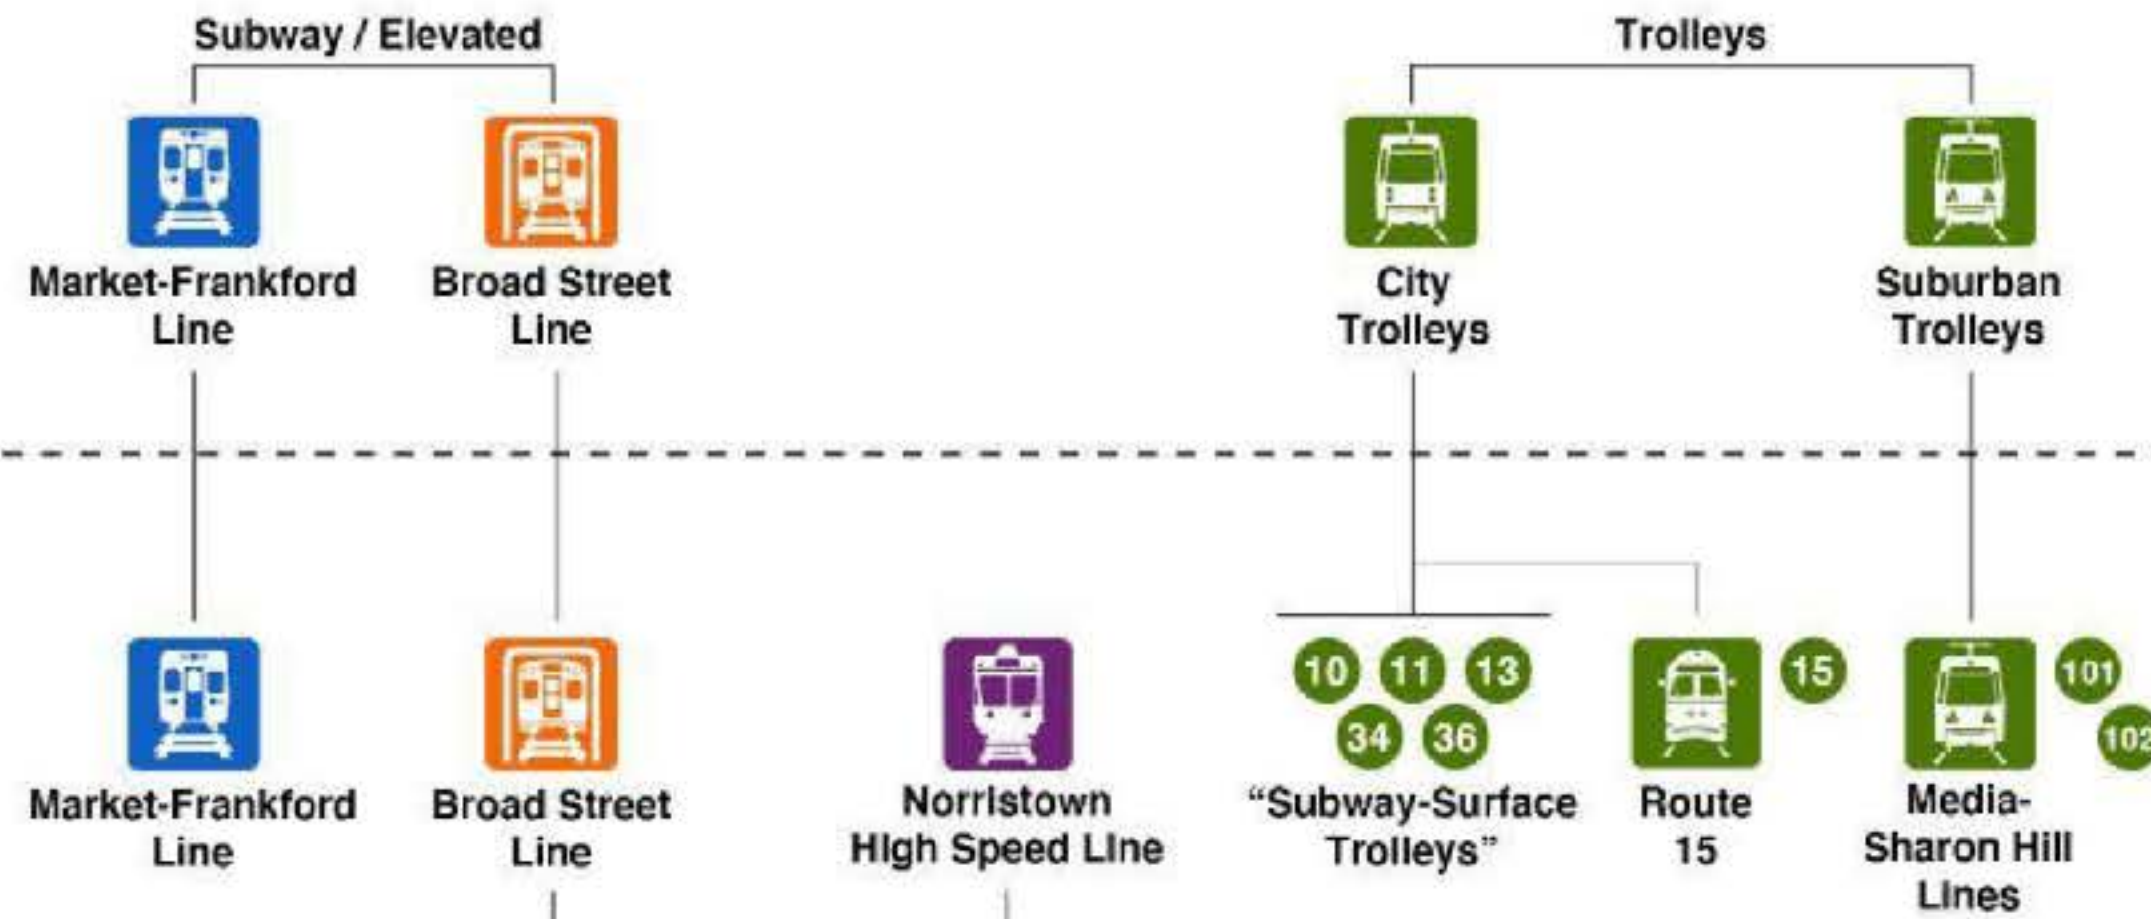 Subway / Elevated
Trolleys
Market-Frankford
Line
Broad Street
Line
City
Trolleys
Suburban
Trolleys
10 11 13
34 36
15
101
102
Market-Frankford
Line
Broad Street
Line
Norristown
High Speed Line
“Subway-Surface
Trolleys”
Route
15
Media-
Sharon Hill
Lines